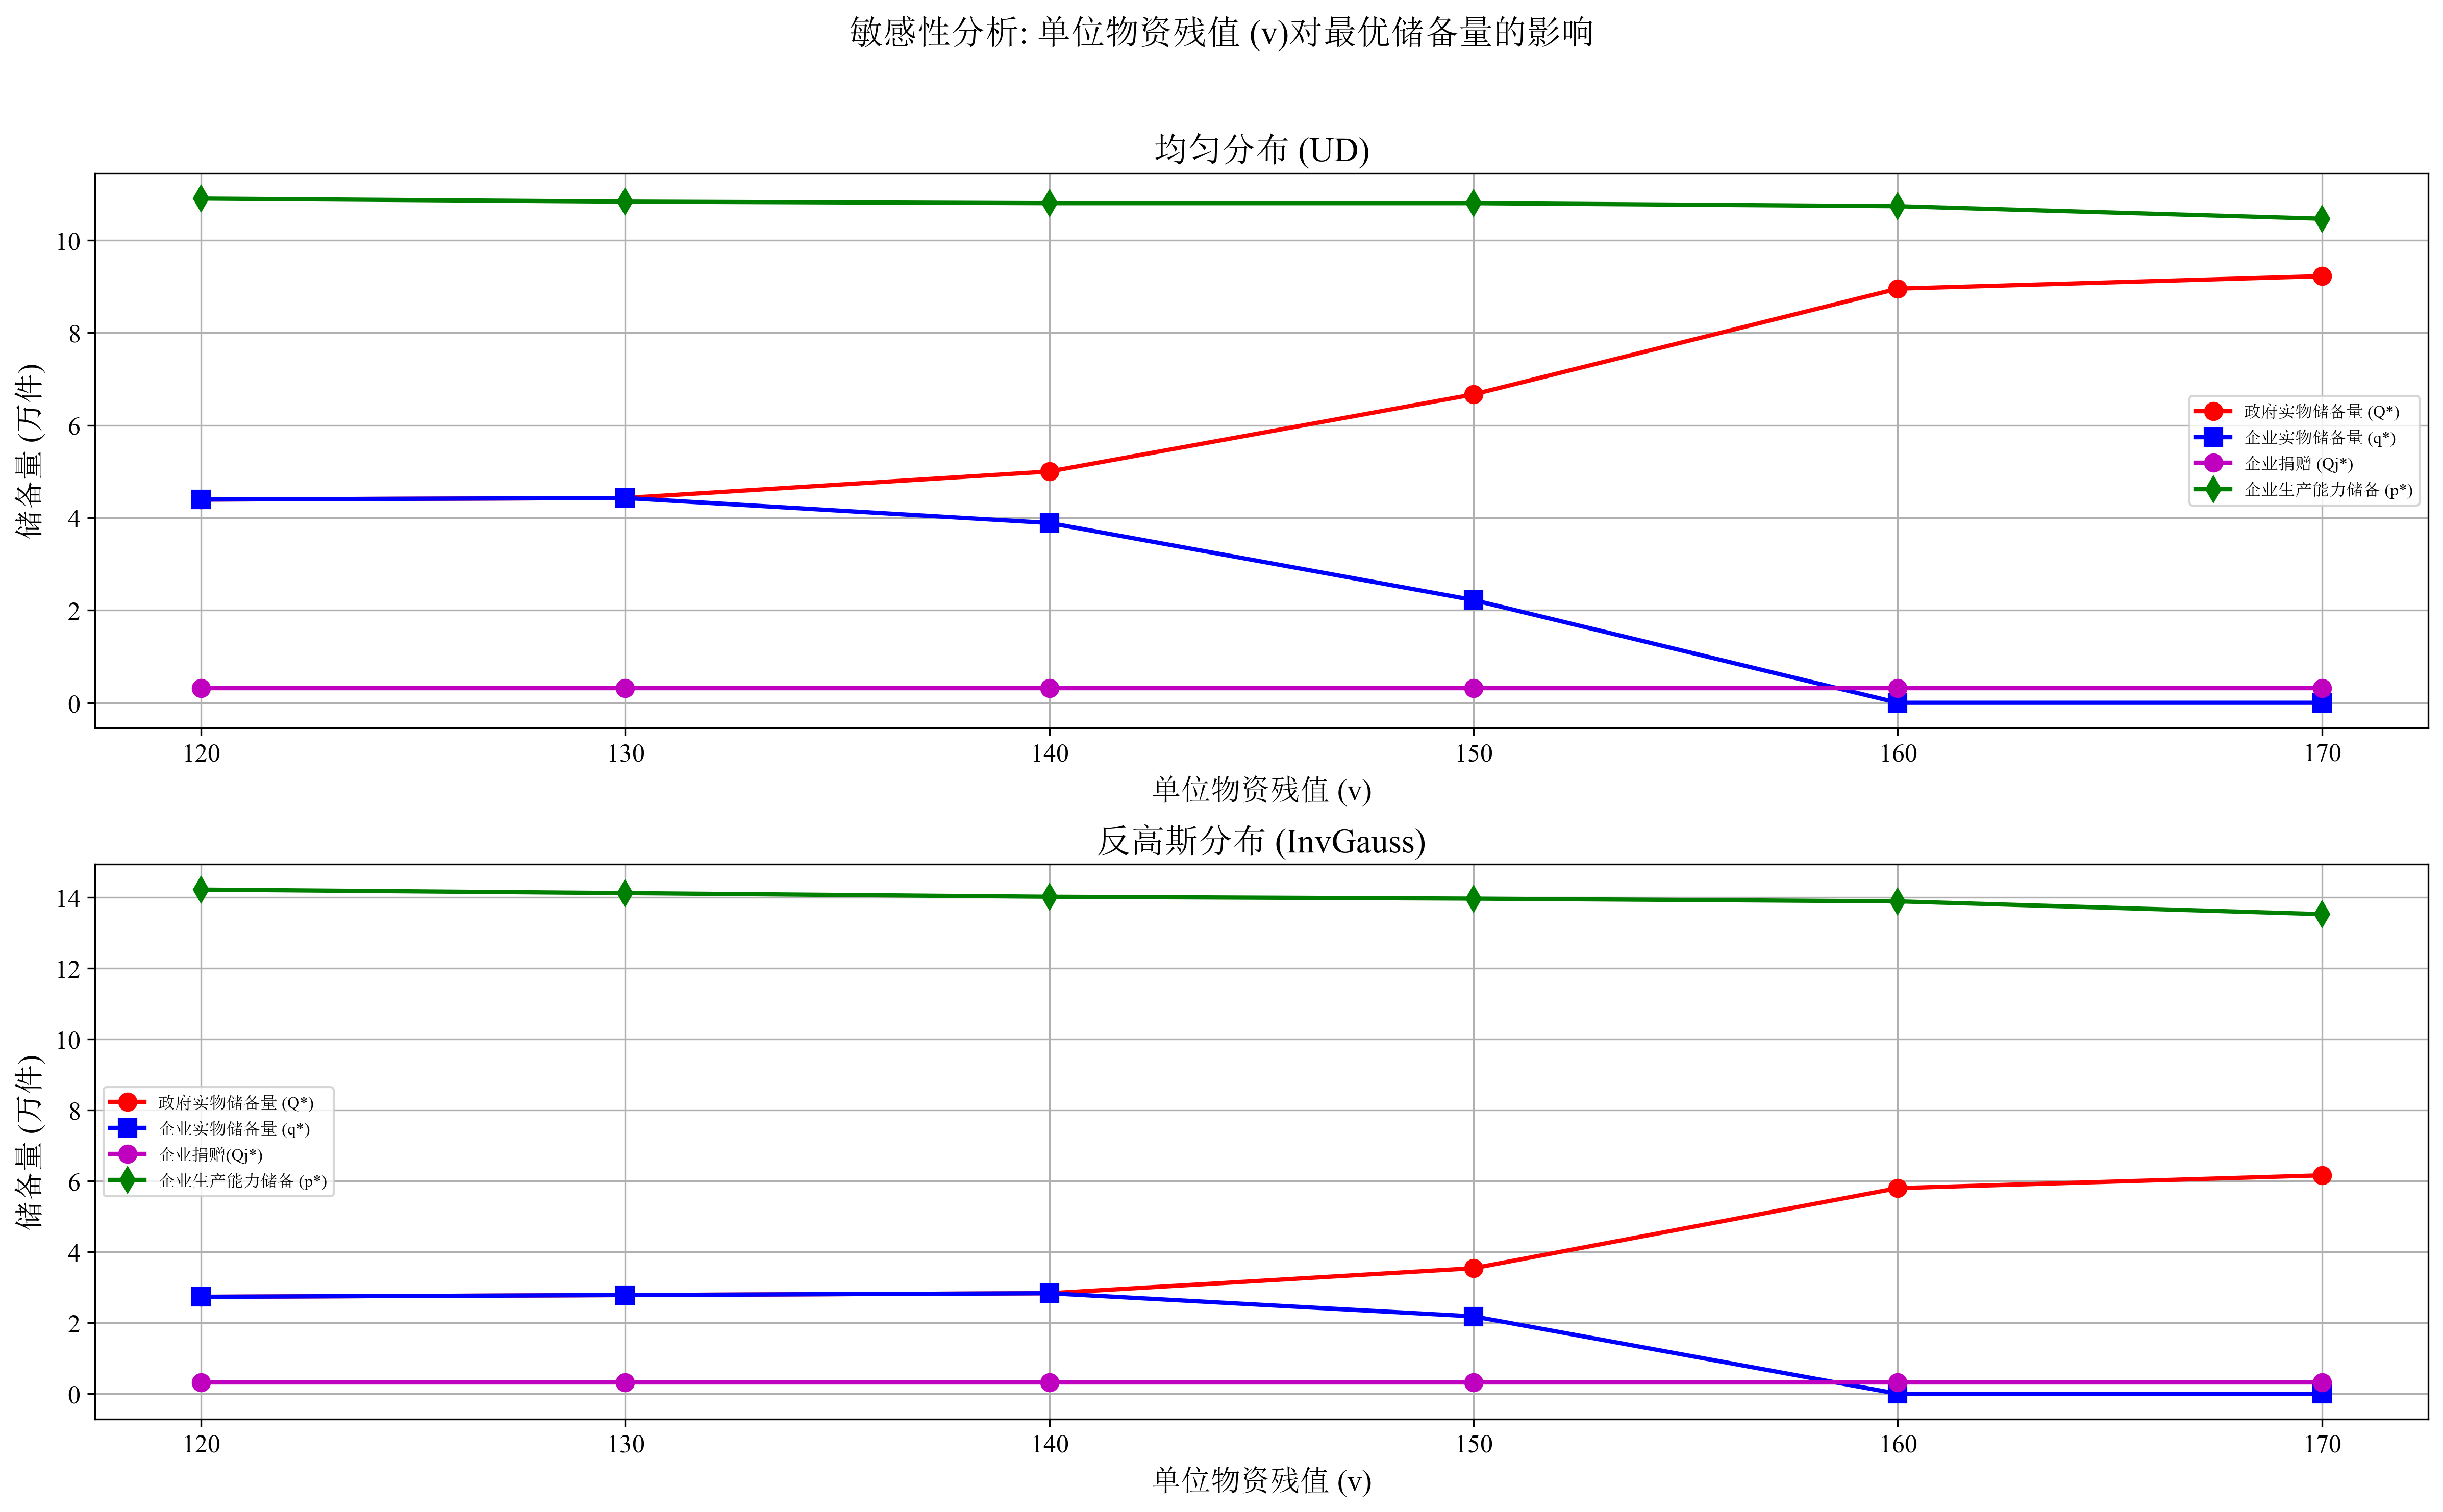 敏感性分析: 单位物资残值 (v)对最优储备量的影响
均匀分布 (UD)
储备量 (万件)
10
8
6
4
2
0
政府实物储备量 (Q*)
企业实物储备量 (q*)
企业捐赠 (Qj*)
企业生产能力储备 (p*)
120 130 140 150 160 170
单位物资残值 (v)
反高斯分布 (InvGauss)
储备量 (万件)
14
12
10
8
6
4
2
0
政府实物储备量 (Q*)
企业实物储备量 (q*)
企业捐赠(Qj*)
企业生产能力储备 (p*)
120 130 140 150 160 170
单位物资残值 (v)